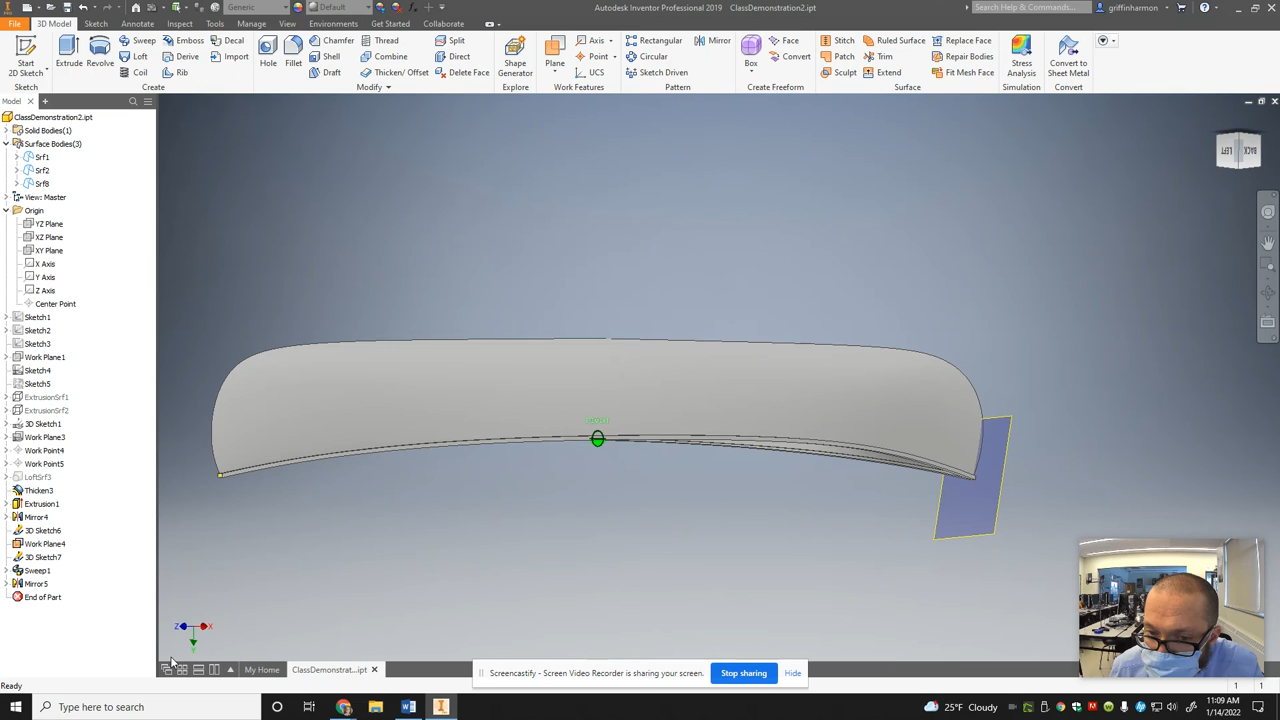 Generic
Default
Autodesk Inventor Professional 2019 ClassDemonstration2.ipt
Search Help & Commands...
griffinharmon
File
3D Model
Sketch
Annotate
Inspect
Tools
Manage
View
Environments
Get Started
Collaborate
Start
2D Sketch
Sketch
Extrude
Revolve
Sweep
Loft
Coil
Emboss
Derive
Rib
Decal
Import
Create
Hole
Fillet
Chamfer
Shell
Draft
Thread
Combine
Thicken/ Offset
Split
Direct
Delete Face
Modify
Shape
Generator
Explore
Plane
Axis
Point
UCS
Work Features
Rectangular
Circular
Sketch Driven
Mirror
Pattern
Box
Face
Convert
Create Freeform
Stitch
Patch
Sculpt
Ruled Surface
Trim
Extend
Replace Face
Repair Bodies
Fit Mesh Face
Surface
Stress
Analysis
Simulation
Convert to
Sheet Metal
Convert
Model
ClassDemonstration2.ipt
Solid Bodies(1)
Surface Bodies(3)
Srf1
Srf2
Srf8
View: Master
Origin
YZ Plane
XZ Plane
XY Plane
X Axis
Y Axis
Z Axis
Center Point
Sketch1
Sketch2
Sketch3
Work Plane1
Sketch4
Sketch5
ExtrusionSrf1
ExtrusionSrf2
3D Sketch1
Work Plane3
Work Point4
Work Point5
LoftSrf3
Thicken3
Extrusion1
Mirror4
3D Sketch6
Work Plane4
3D Sketch7
Sweep1
Mirror5
End of Part
LEFT
BACK
Z
X
Y
My Home
ClassDemonstrat...ipt
Screencastify - Screen Video Recorder is sharing your screen.
Stop sharing
Hide
Ready
1
1
Type here to search
25°F Cloudy
11:09 AM
1/14/2022